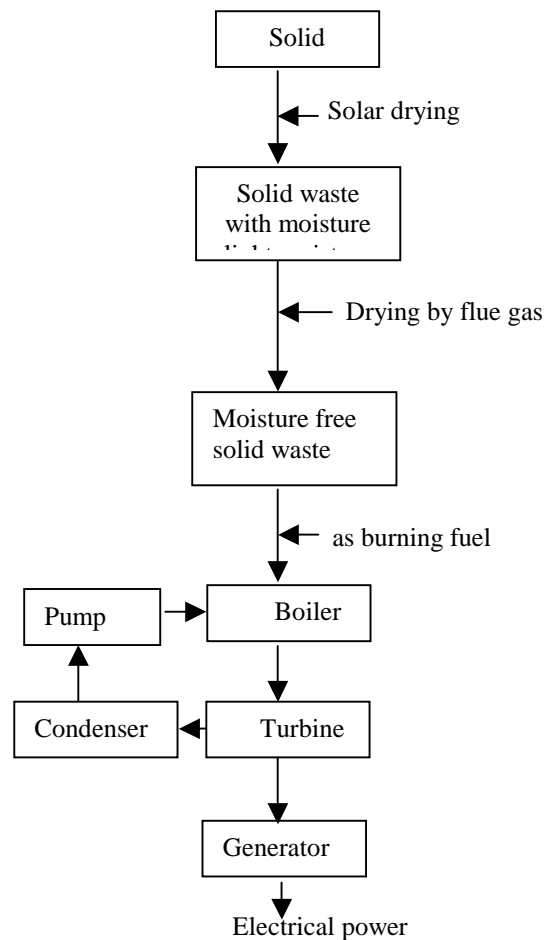 Solid
Solar drying
Solid waste
with moisture
Drying by flue gas
Moisture free
solid waste
as burning fuel
Pump
Boiler
Condenser
Turbine
Generator
Electrical power